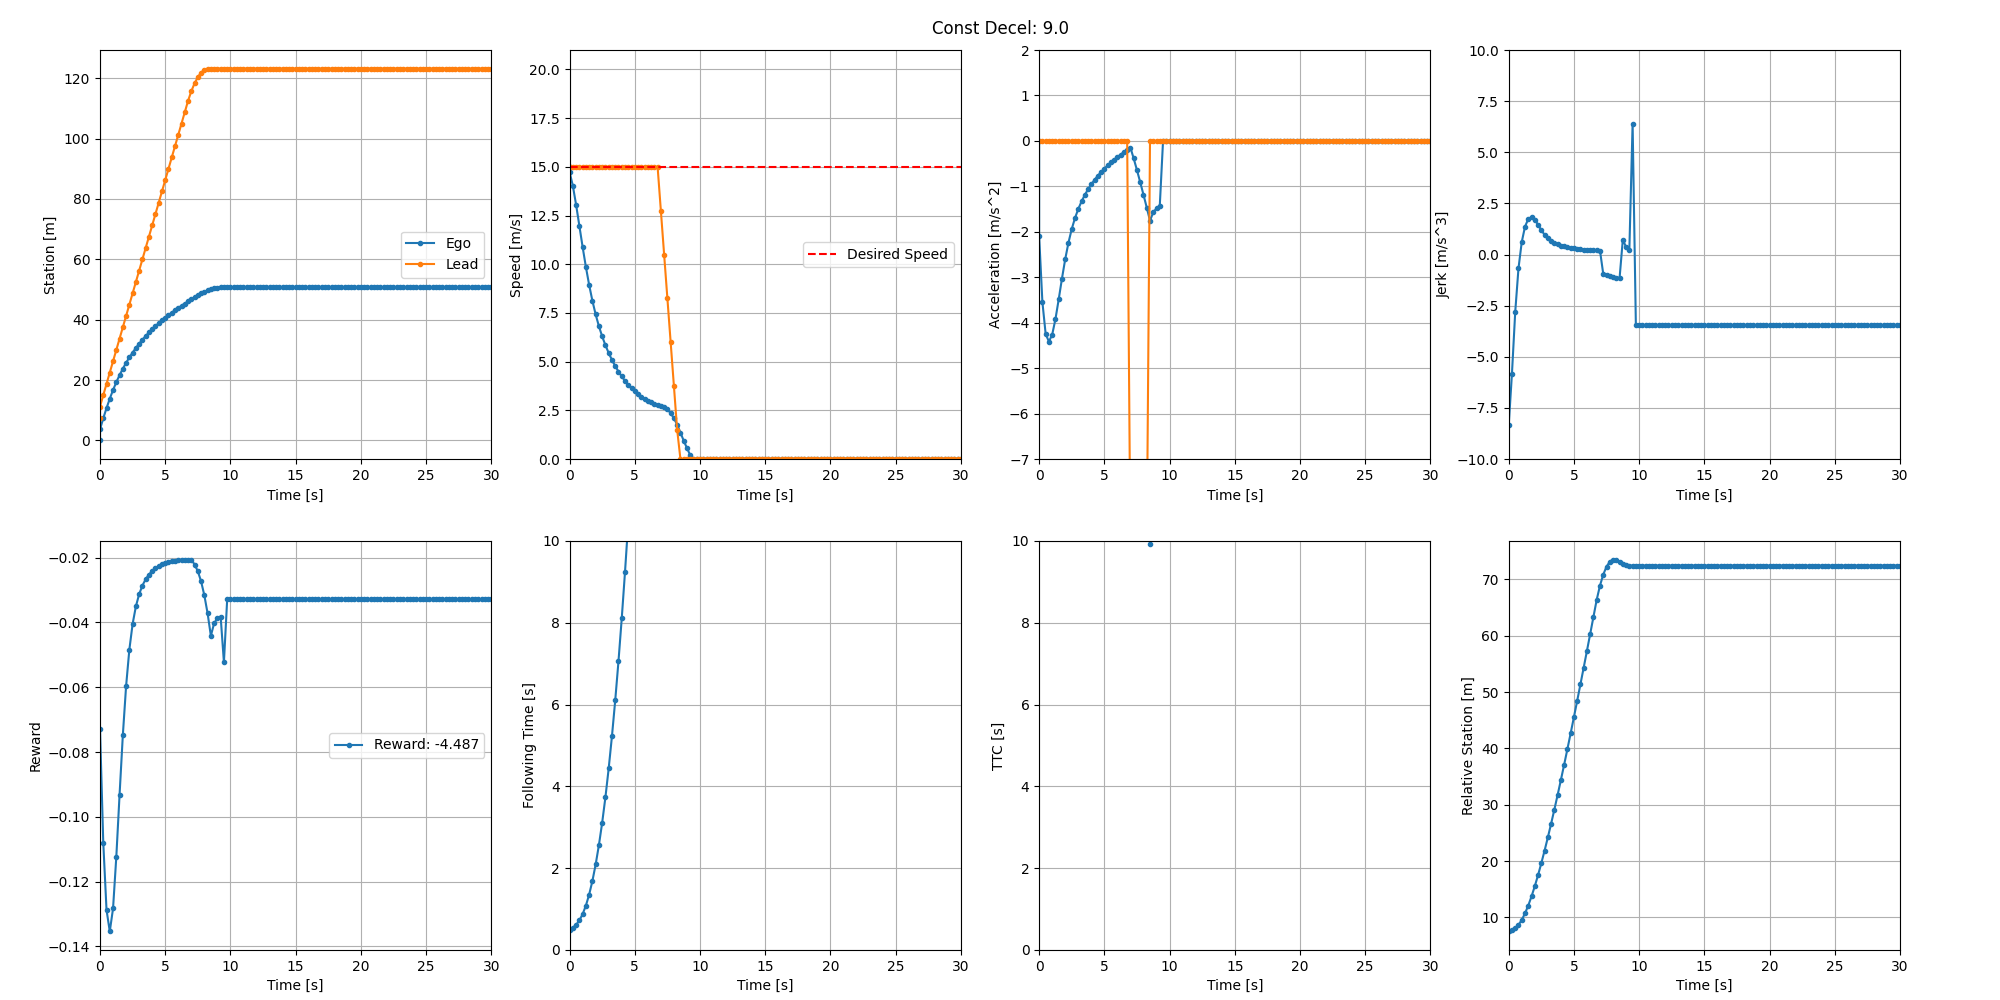 Const Decel: 9.0
Station [m]
120
100
80
60
40
20
0
0 5 10 15 20 25 30
Time [s]
Ego
Lead
Speed [m/s]
20.0
17.5
15.0
12.5
10.0
7.5
5.0
2.5
0.0
0 5 10 15 20 25 30
Time [s]
Desired Speed
Acceleration [m/s^2]
2
1
0
−1
−2
−3
−4
−5
−6
−7
0 5 10 15 20 25 30
Time [s]
Jerk [m/s^3]
10.0
7.5
5.0
2.5
0.0
−2.5
−5.0
−7.5
−10.0
0 5 10 15 20 25 30
Time [s]
Reward
−0.02
−0.04
−0.06
−0.08
−0.10
−0.12
−0.14
0 5 10 15 20 25 30
Time [s]
Reward: -4.487
Following Time [s]
10
8
6
4
2
0
0 5 10 15 20 25 30
Time [s]
TTC [s]
10
8
6
4
2
0
0 5 10 15 20 25 30
Time [s]
Relative Station [m]
70
60
50
40
30
20
10
0 5 10 15 20 25 30
Time [s]